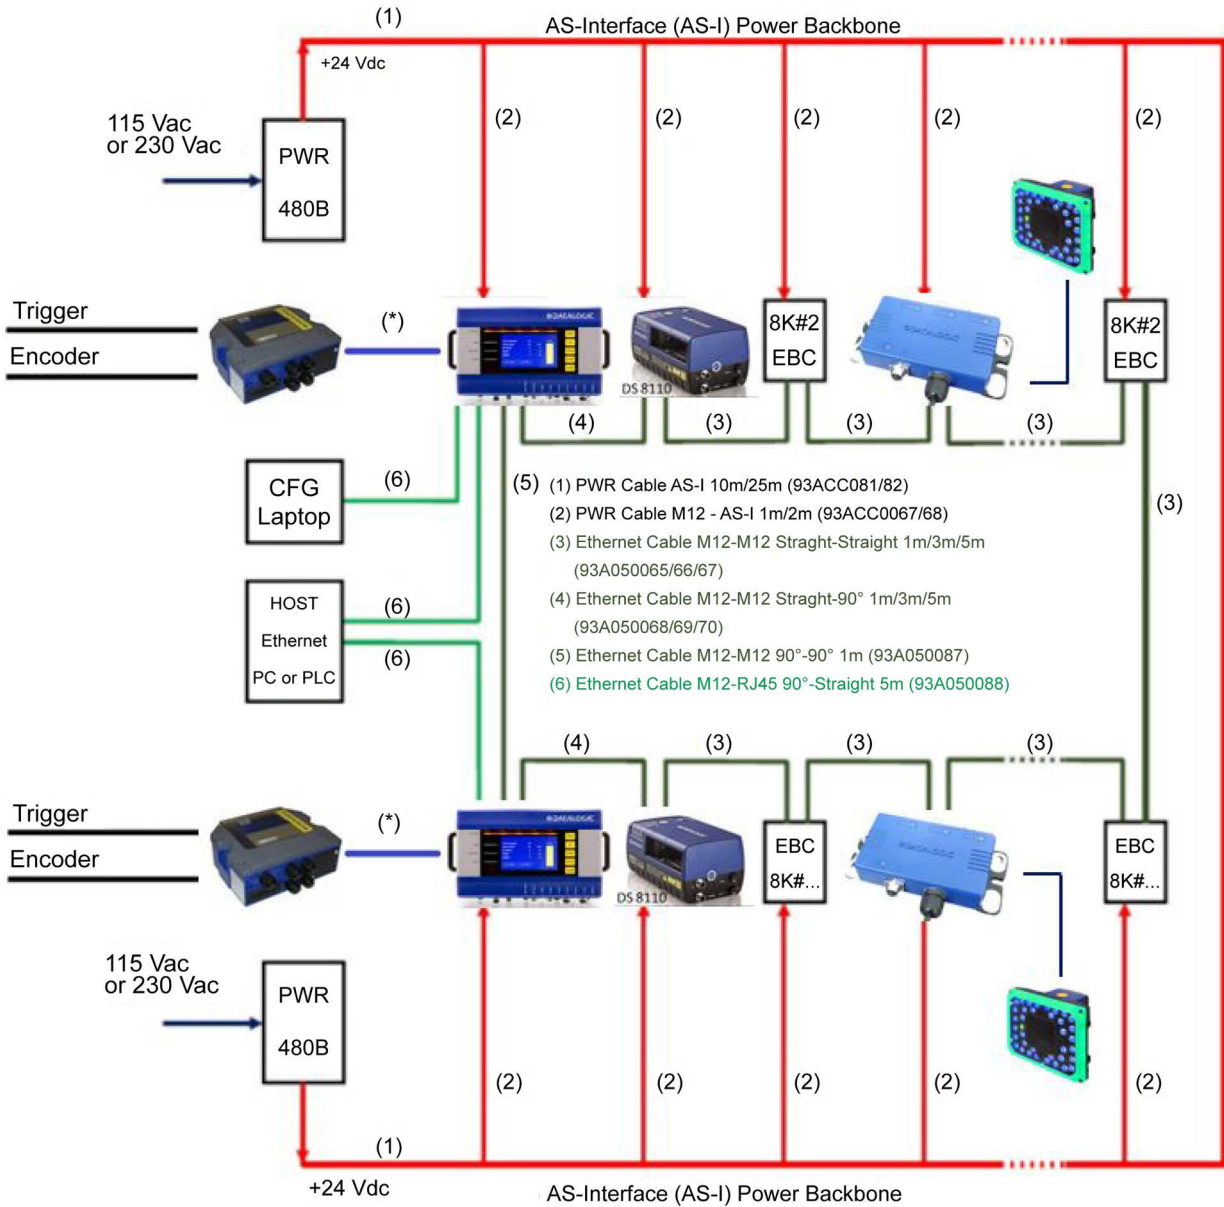 (1)
AS-Interface (AS-I) Power Backbone
+24 Vdc
115 Vac
or 230 Vac
PWR
480B
(2)
(2)
(2)
(2)
(2)
Trigger
Encoder
(*)
DATALOGIC
DS 8110
8K#2
EBC
DATALOGIC
8K#2
EBC
(4)
(3)
(3)
(3)
CFG
Laptop
(6)
(5)
(3)
(1) PWR Cable AS-I 10m/25m (93ACC081/82)
(2) PWR Cable M12 - AS-I 1m/2m (93ACC0067/68)
(3) Ethernet Cable M12-M12 Straght-Straight 1m/3m/5m
(93A050065/66/67)
(4) Ethernet Cable M12-M12 Straght-90° 1m/3m/5m
(93A050068/69/70)
(5) Ethernet Cable M12-M12 90°-90° 1m (93A050087)
(6) Ethernet Cable M12-RJ45 90°-Straight 5m (93A050088)
HOST
Ethernet
PC or PLC
(6)
(6)
(4)
(3)
(3)
(3)
Trigger
Encoder
(*)
DATALOGIC
DS 8110
EBC
8K#...
DATALOGIC
EBC
8K#...
115 Vac
or 230 Vac
PWR
480B
(2)
(2)
(2)
(2)
(2)
(1)
+24 Vdc
AS-Interface (AS-I) Power Backbone